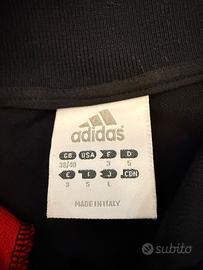 adidas
GB USA F D
38/40 S 3 5
E I J CDN
3 5 L S
MADE IN ITALY
subito